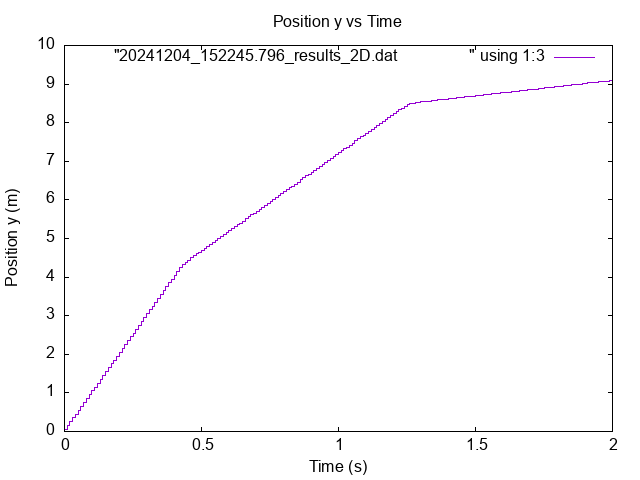 Position y vs Time
"20241204_152245.796_results_2D.dat " using 1:3
10
9
8
7
6
5
4
3
2
1
0
Position y (m)
0 0.5 1 1.5 2
Time (s)